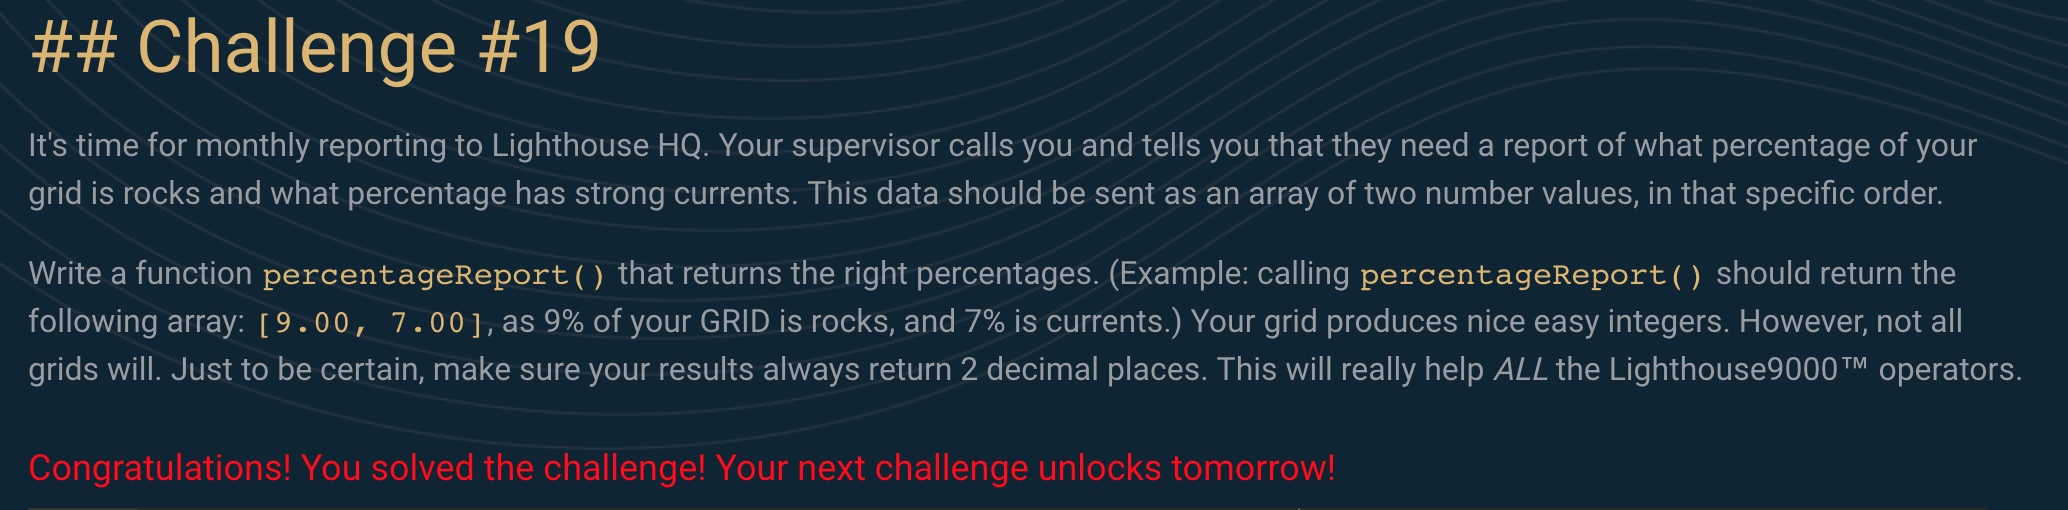 ## Challenge #19
It's time for monthly reporting to Lighthouse HQ. Your supervisor calls you and tells you that they need a report of what percentage of your
grid is rocks and what percentage has strong currents. This data should be sent as an array of two number values, in that specific order.
Write a function percentageReport() that returns the right percentages. (Example: calling percentageReport() should return the
following array: [9.00, 7.00], as 9% of your GRID is rocks, and 7% is currents.) Your grid produces nice easy integers. However, not all
grids will. Just to be certain, make sure your results always return 2 decimal places. This will really help ALL the Lighthouse9000™ operators.
Congratulations! You solved the challenge! Your next challenge unlocks tomorrow!